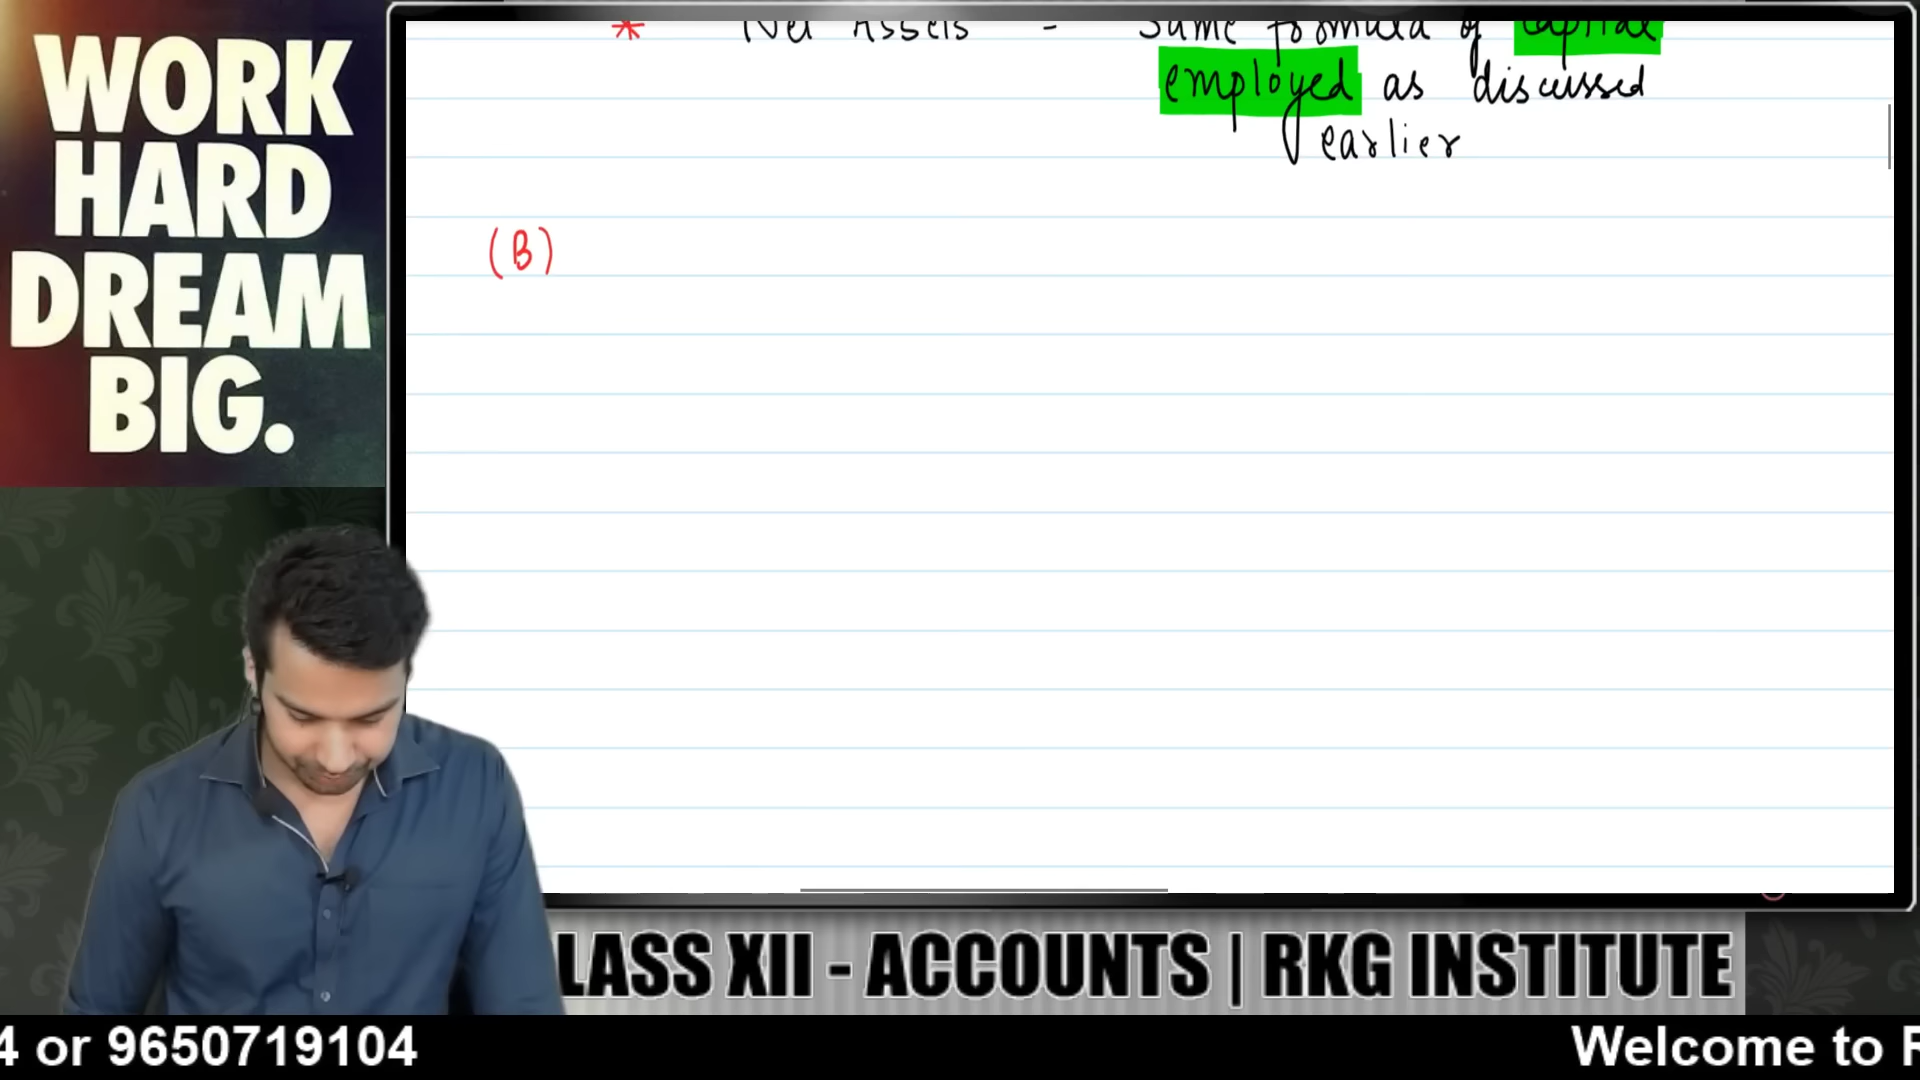 WORK
HARD
DREAM
BIG.
* Net Assets - Same formula of capital
employed as discussed
earlier
(B)
LASS XII - ACCOUNTS | RKG INSTITUTE
4 or 9650719104
Welcome to R